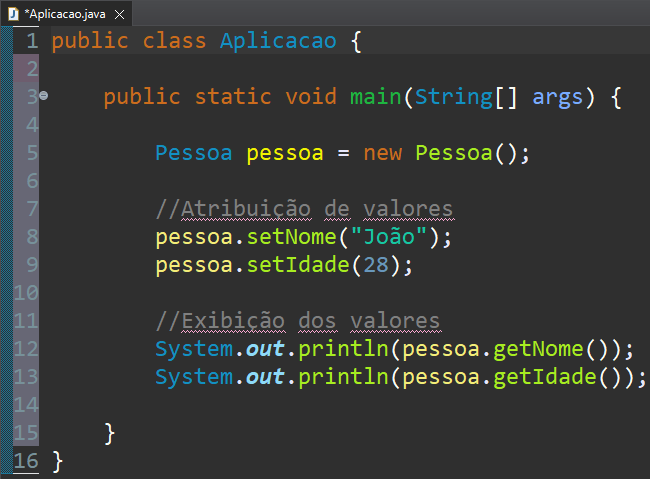 *Aplicacao.java
1 public class Aplicacao {
2
3 public static void main(String[] args) {
4
5 Pessoa pessoa = new Pessoa();
6
7 //Atribuição de valores
8 pessoa.setNome("João");
9 pessoa.setIdade(28);
10
11 //Exibição dos valores
12 System.out.println(pessoa.getNome());
13 System.out.println(pessoa.getIdade());
14
15 }
16 }